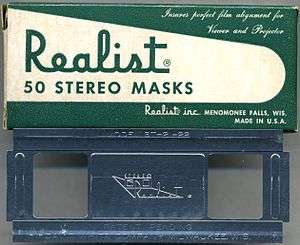 Insures perfect film alignment for
Viewer and Projector
Realist®
50 STEREO MASKS
Realist inc. MENOMONEE FALLS, WIS.
MADE IN U.S.A.
Realist